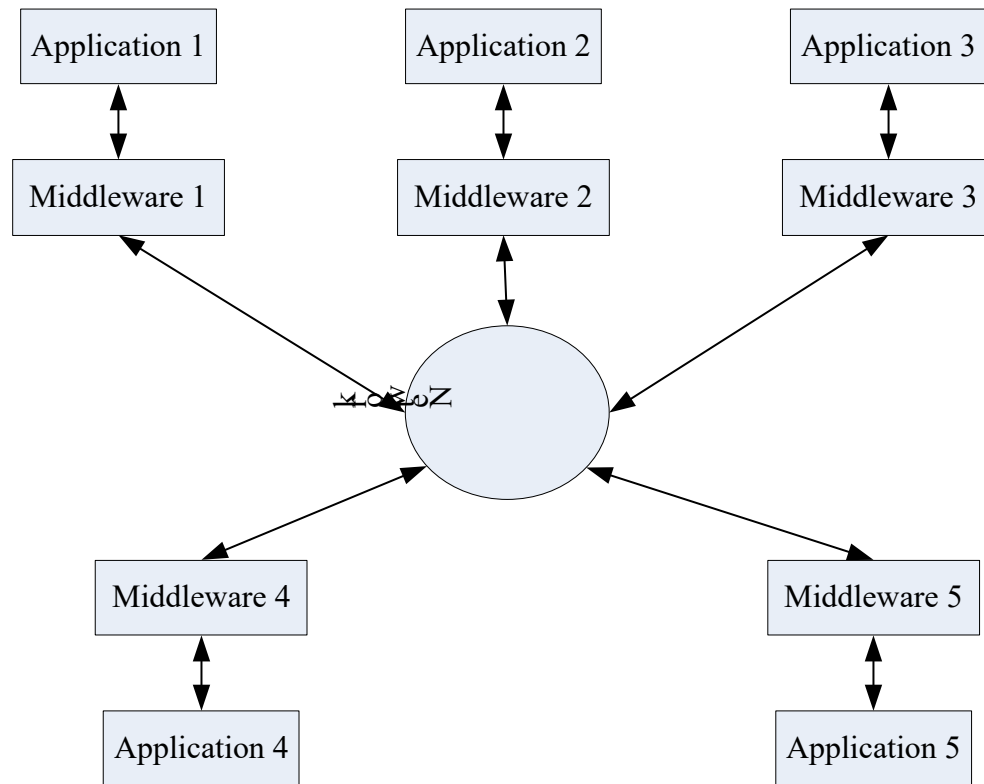 Application 1
Application 2
Application 3
Middleware 1
Middleware 2
Middleware 3
Middleware 4
Middleware 5
Application 4
Application 5